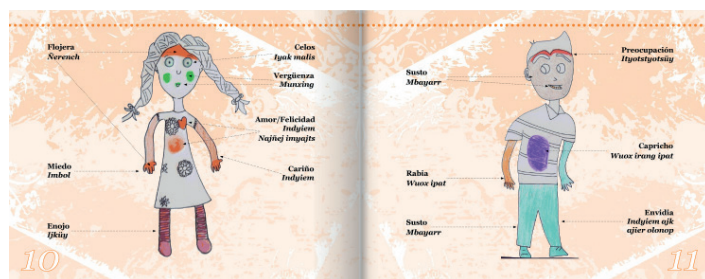 Flojera
Ñerench
Celos
Iyak malis
Vergüenza
Munxing
Amor/Felicidad
Indyiem
Najñej imyajts
Miedo
Imbol
Cariño
Indyiem
Enojo
Ijküy
10
Preocupación
Ityotstyotsüy
Susto
Mbayarr
Capricho
Wuox irang ipat
Rabia
Wuox ipat
Envidia
Indyiem ajk
ajier olonop
Susto
Mbayarr
11